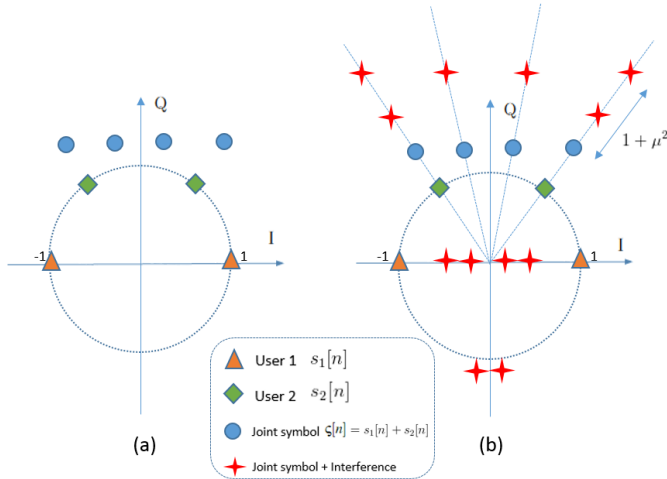 Q
I
-1
1
(a)
Q
1 + μ²
I
-1
1
(b)
User 1 s₁[n]
User 2 s₂[n]
Joint symbol ς[n] = s₁[n] + s₂[n]
Joint symbol + Interference